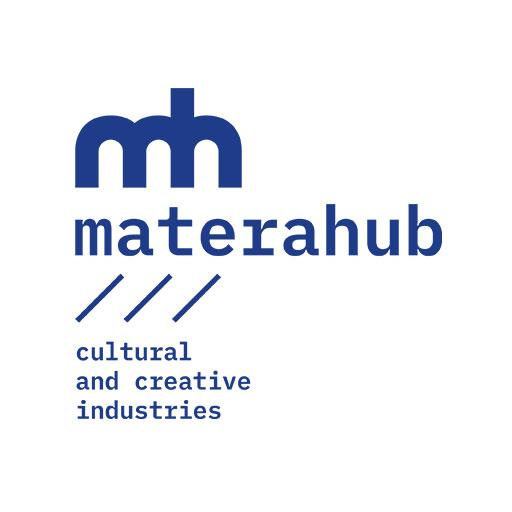 mh
materahub
///
cultural
and creative
industries